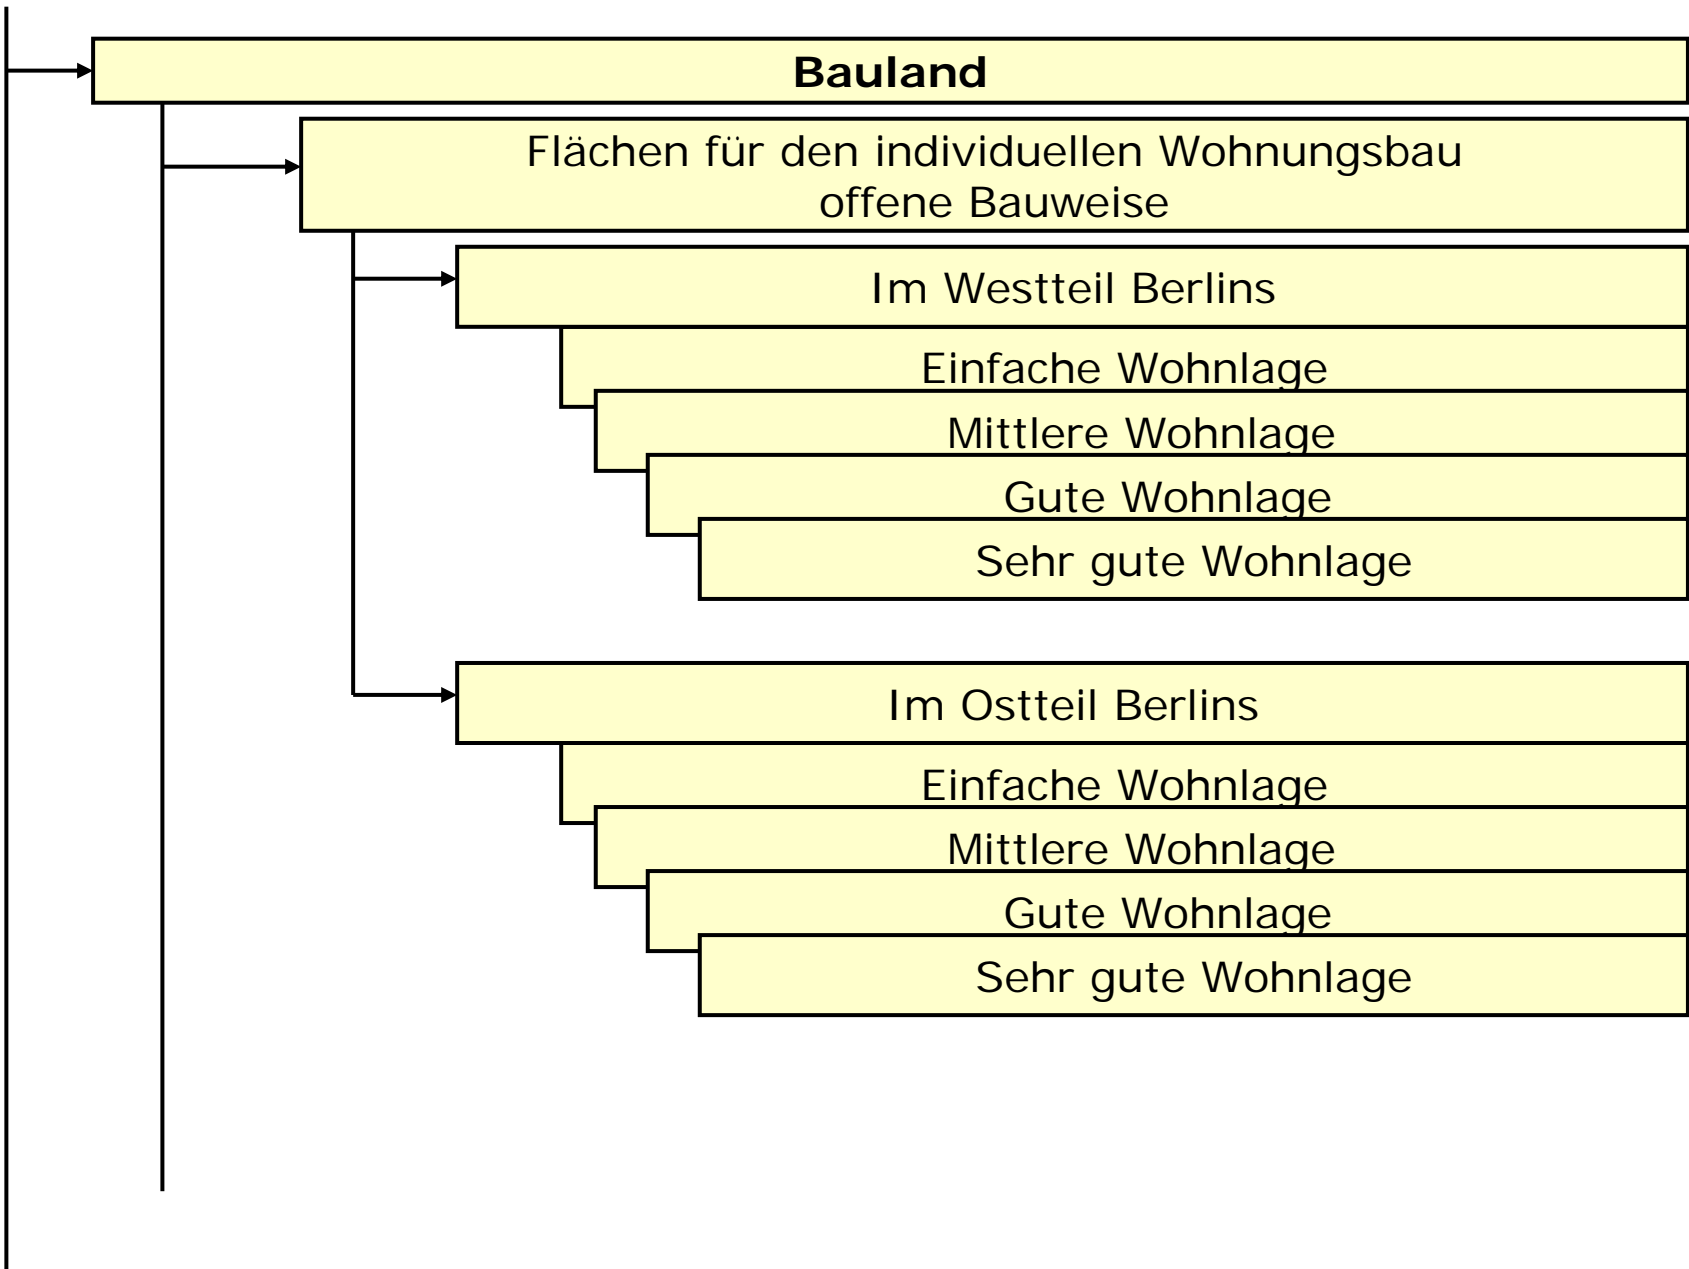 Bauland
Flächen für den individuellen Wohnungsbau
offene Bauweise
Im Westteil Berlins
Einfache Wohnlage
Mittlere Wohnlage
Gute Wohnlage
Sehr gute Wohnlage
Im Ostteil Berlins
Einfache Wohnlage
Mittlere Wohnlage
Gute Wohnlage
Sehr gute Wohnlage